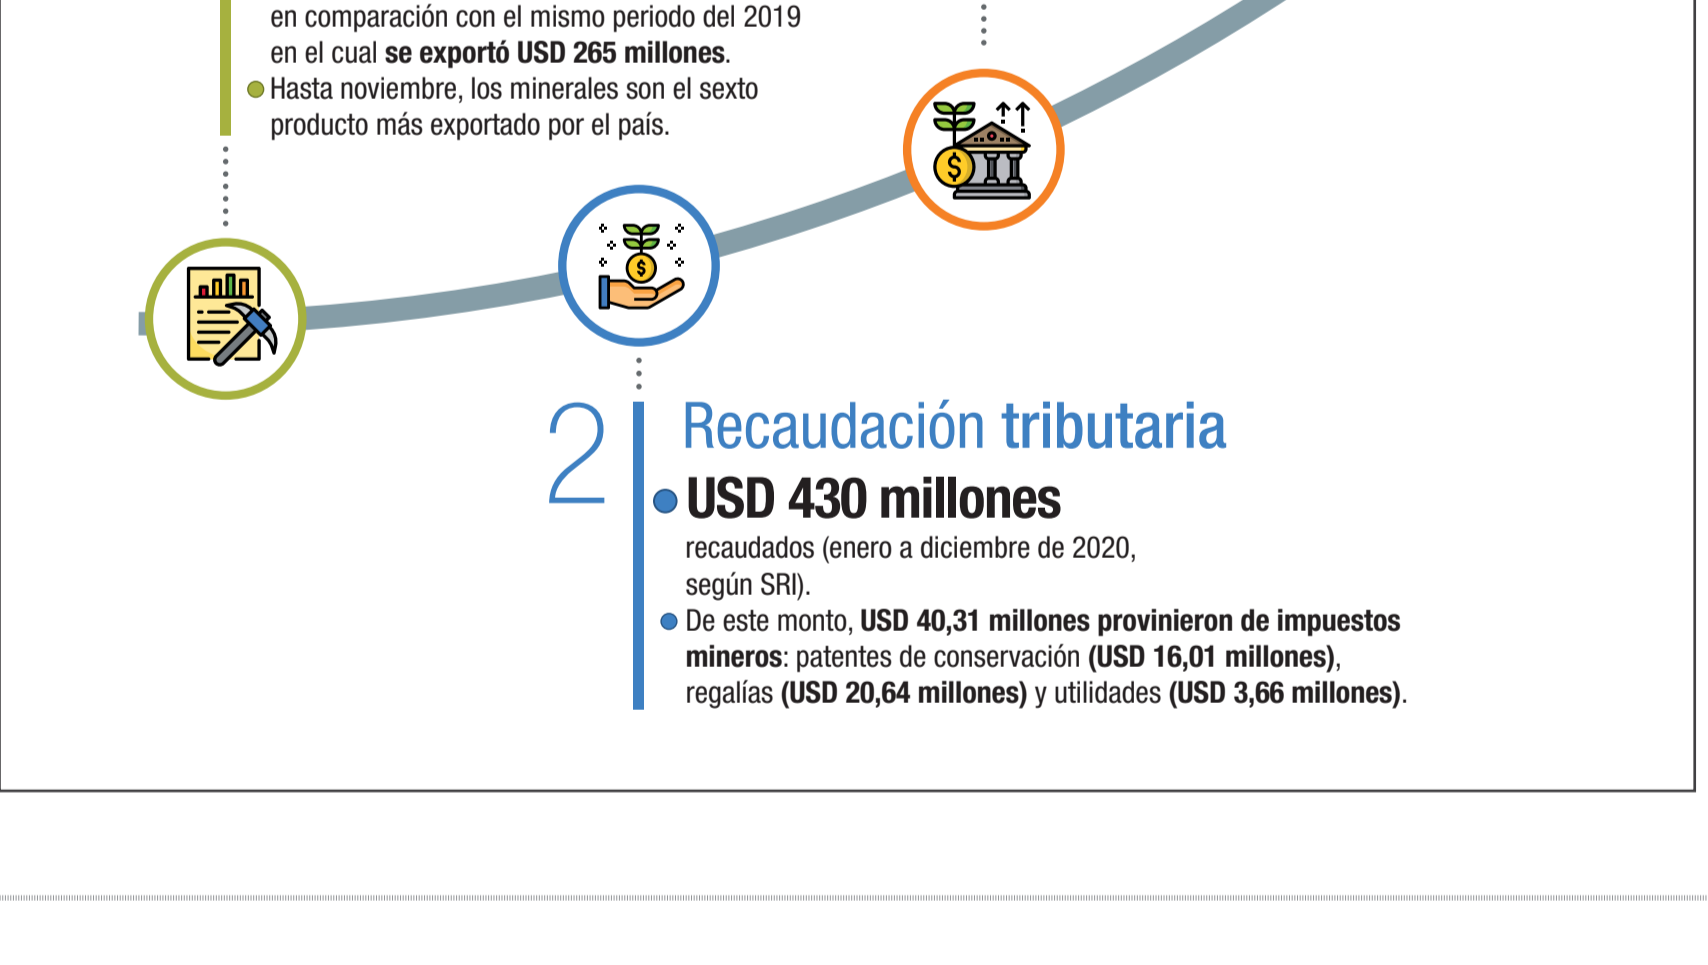 en comparación con el mismo periodo del 2019
en el cual se exportó USD 265 millones.
Hasta noviembre, los minerales son el sexto
producto más exportado por el país.
2
Recaudación tributaria
USD 430 millones
recaudados (enero a diciembre de 2020,
según SRI).
De este monto, USD 40,31 millones provinieron de impuestos
mineros: patentes de conservación (USD 16,01 millones),
regalías (USD 20,64 millones) y utilidades (USD 3,66 millones).